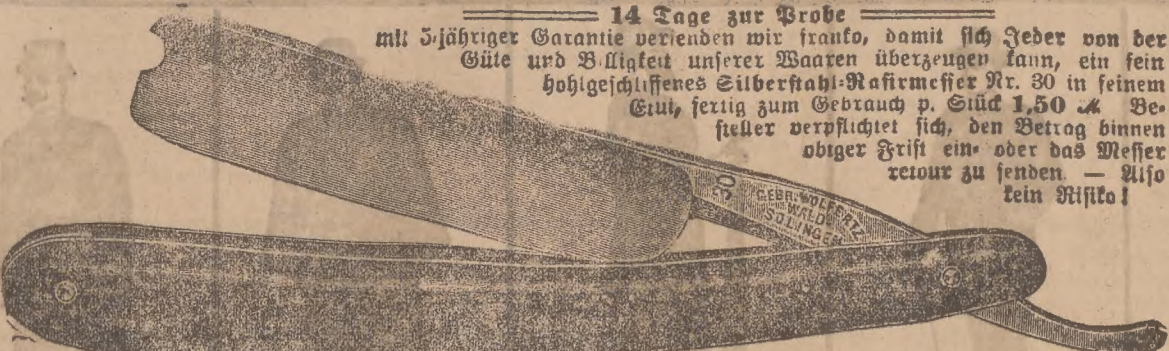 14 Tage zur Probe
mit 5-jähriger Garantie versenden wir franko, damit sich Jeder von der
Güte und Billigkeit unserer Waaren überzeugen kann, ein fein
hohlgeschliffenes Silberstahl-Rasirmesser Nr. 30 in feinem
Etui, fertig zum Gebrauch p. Stück 1,50 ℳ. Be-
steller verpflichtet sich, den Betrag binnen
obiger Frist ein- oder das Messer
retour zu senden. — Also
kein Risiko!
30
GEBR. WOLFERTZ
WALD-
SOLINGEN